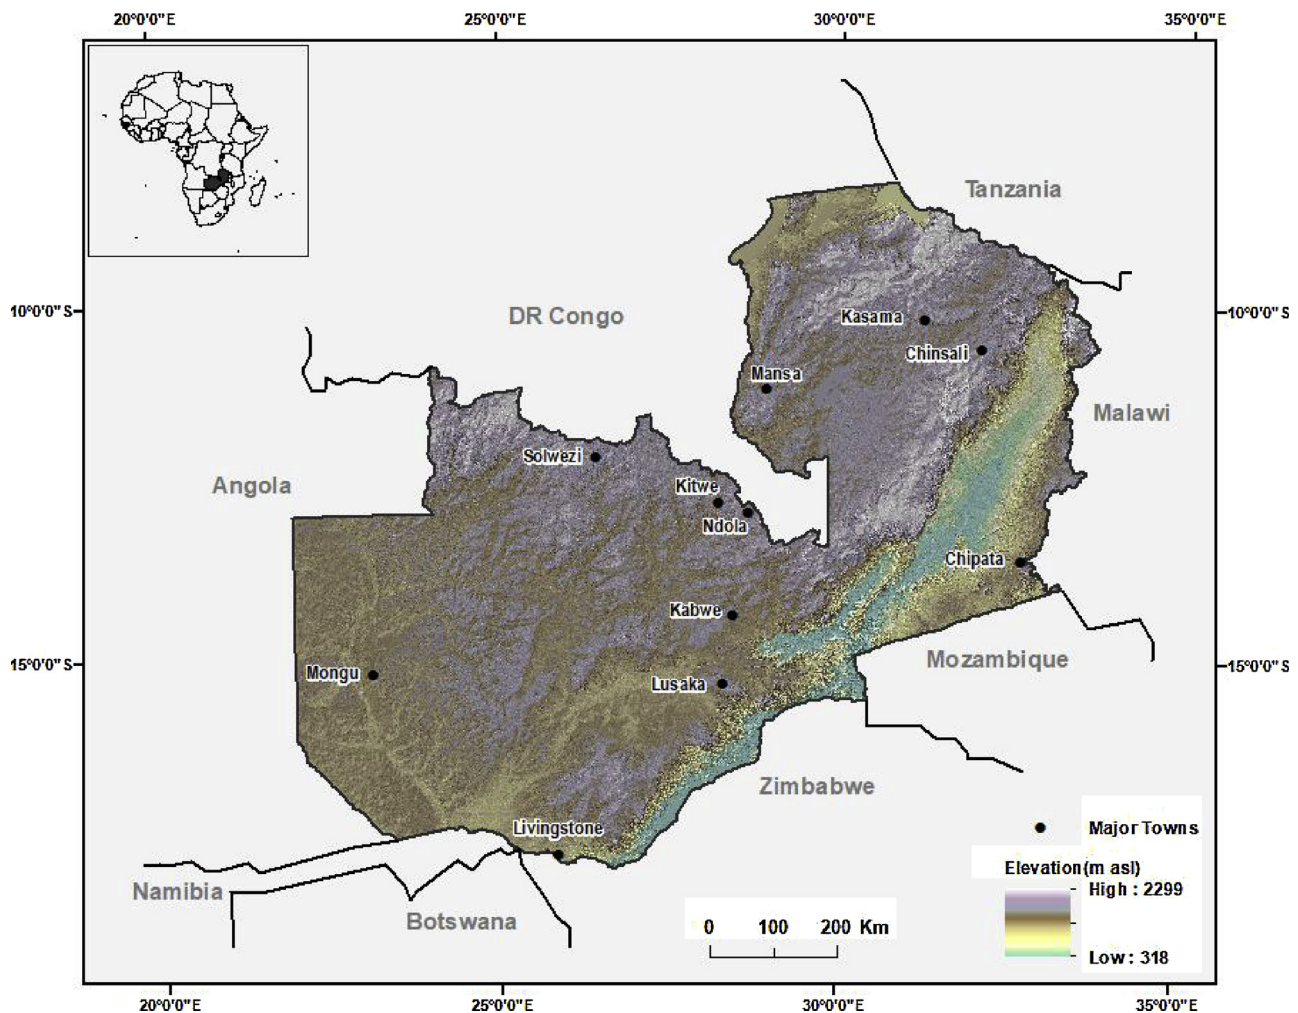 20°0'0"E 25°0'0"E 30°0'0"E 35°0'0"E
Tanzania
10°0'0"S 10°0'0"S
DR Congo
Kasama
Chinsali
Mansa
Malawi
Solwezi
Angola
Kitwe
Ndola
Chipata
Kabwe
Mozambique
15°0'0"S 15°0'0"S
Mongu
Lusaka
Zimbabwe
Livingstone
Major Towns
Elevation(m asl)
High : 2299
Low : 318
Namibia
Botswana
0 100 200 Km
20°0'0"E 25°0'0"E 30°0'0"E 35°0'0"E